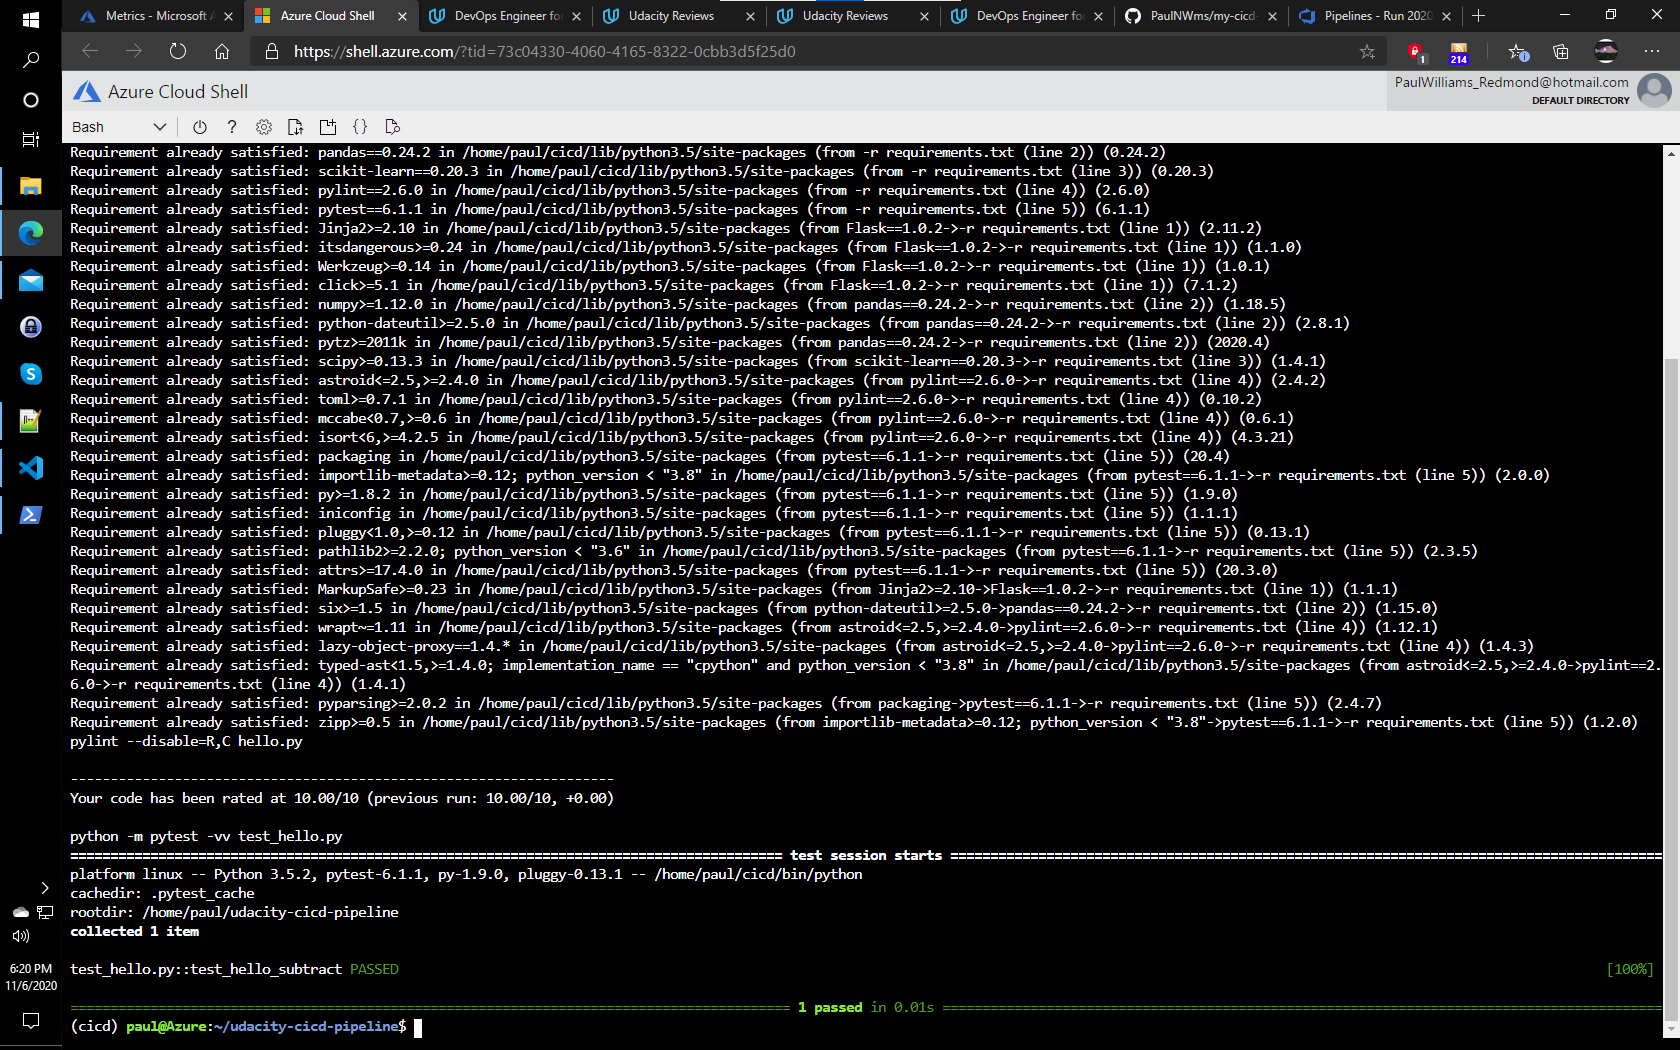 Metrics - Microsoft A
Azure Cloud Shell
DevOps Engineer fo
Udacity Reviews
Udacity Reviews
DevOps Engineer fo
PaulNWms/my-cicd-
Pipelines - Run 2020
https://shell.azure.com/?tid=73c04330-4060-4165-8322-0cbb3d5f25d0
1
214
Azure Cloud Shell
PaulWilliams_Redmond@hotmail.com
DEFAULT DIRECTORY
Bash
?
{}
Requirement already satisfied: pandas==0.24.2 in /home/paul/cicd/lib/python3.5/site-packages (from -r requirements.txt (line 2)) (0.24.2)
Requirement already satisfied: scikit-learn==0.20.3 in /home/paul/cicd/lib/python3.5/site-packages (from -r requirements.txt (line 3)) (0.20.3)
Requirement already satisfied: pylint==2.6.0 in /home/paul/cicd/lib/python3.5/site-packages (from -r requirements.txt (line 4)) (2.6.0)
Requirement already satisfied: pytest==6.1.1 in /home/paul/cicd/lib/python3.5/site-packages (from -r requirements.txt (line 5)) (6.1.1)
Requirement already satisfied: Jinja2>=2.10 in /home/paul/cicd/lib/python3.5/site-packages (from Flask==1.0.2->-r requirements.txt (line 1)) (2.11.2)
Requirement already satisfied: itsdangerous>=0.24 in /home/paul/cicd/lib/python3.5/site-packages (from Flask==1.0.2->-r requirements.txt (line 1)) (1.1.0)
Requirement already satisfied: Werkzeug>=0.14 in /home/paul/cicd/lib/python3.5/site-packages (from Flask==1.0.2->-r requirements.txt (line 1)) (1.0.1)
Requirement already satisfied: click>=5.1 in /home/paul/cicd/lib/python3.5/site-packages (from Flask==1.0.2->-r requirements.txt (line 1)) (7.1.2)
Requirement already satisfied: numpy>=1.12.0 in /home/paul/cicd/lib/python3.5/site-packages (from pandas==0.24.2->-r requirements.txt (line 2)) (1.18.5)
Requirement already satisfied: python-dateutil>=2.5.0 in /home/paul/cicd/lib/python3.5/site-packages (from pandas==0.24.2->-r requirements.txt (line 2)) (2.8.1)
Requirement already satisfied: pytz>=2011k in /home/paul/cicd/lib/python3.5/site-packages (from pandas==0.24.2->-r requirements.txt (line 2)) (2020.4)
Requirement already satisfied: scipy>=0.13.3 in /home/paul/cicd/lib/python3.5/site-packages (from scikit-learn==0.20.3->-r requirements.txt (line 3)) (1.4.1)
Requirement already satisfied: astroid<=2.5,>=2.4.0 in /home/paul/cicd/lib/python3.5/site-packages (from pylint==2.6.0->-r requirements.txt (line 4)) (2.4.2)
Requirement already satisfied: toml>=0.7.1 in /home/paul/cicd/lib/python3.5/site-packages (from pylint==2.6.0->-r requirements.txt (line 4)) (0.10.2)
Requirement already satisfied: mccabe<0.7,>=0.6 in /home/paul/cicd/lib/python3.5/site-packages (from pylint==2.6.0->-r requirements.txt (line 4)) (0.6.1)
Requirement already satisfied: isort<6,>=4.2.5 in /home/paul/cicd/lib/python3.5/site-packages (from pylint==2.6.0->-r requirements.txt (line 4)) (4.3.21)
Requirement already satisfied: packaging in /home/paul/cicd/lib/python3.5/site-packages (from pytest==6.1.1->-r requirements.txt (line 5)) (20.4)
Requirement already satisfied: importlib-metadata>=0.12; python_version < "3.8" in /home/paul/cicd/lib/python3.5/site-packages (from pytest==6.1.1->-r requirements.txt (line 5)) (2.0.0)
Requirement already satisfied: py>=1.8.2 in /home/paul/cicd/lib/python3.5/site-packages (from pytest==6.1.1->-r requirements.txt (line 5)) (1.9.0)
Requirement already satisfied: iniconfig in /home/paul/cicd/lib/python3.5/site-packages (from pytest==6.1.1->-r requirements.txt (line 5)) (1.1.1)
Requirement already satisfied: pluggy<1.0,>=0.12 in /home/paul/cicd/lib/python3.5/site-packages (from pytest==6.1.1->-r requirements.txt (line 5)) (0.13.1)
Requirement already satisfied: pathlib2>=2.2.0; python_version < "3.6" in /home/paul/cicd/lib/python3.5/site-packages (from pytest==6.1.1->-r requirements.txt (line 5)) (2.3.5)
Requirement already satisfied: attrs>=17.4.0 in /home/paul/cicd/lib/python3.5/site-packages (from pytest==6.1.1->-r requirements.txt (line 5)) (20.3.0)
Requirement already satisfied: MarkupSafe>=0.23 in /home/paul/cicd/lib/python3.5/site-packages (from Jinja2>=2.10->Flask==1.0.2->-r requirements.txt (line 1)) (1.1.1)
Requirement already satisfied: six>=1.5 in /home/paul/cicd/lib/python3.5/site-packages (from python-dateutil>=2.5.0->pandas==0.24.2->-r requirements.txt (line 2)) (1.15.0)
Requirement already satisfied: wrapt~=1.11 in /home/paul/cicd/lib/python3.5/site-packages (from astroid<=2.5,>=2.4.0->pylint==2.6.0->-r requirements.txt (line 4)) (1.12.1)
Requirement already satisfied: lazy-object-proxy==1.4.* in /home/paul/cicd/lib/python3.5/site-packages (from astroid<=2.5,>=2.4.0->pylint==2.6.0->-r requirements.txt (line 4)) (1.4.3)
Requirement already satisfied: typed-ast<1.5,>=1.4.0; implementation_name == "cpython" and python_version < "3.8" in /home/paul/cicd/lib/python3.5/site-packages (from astroid<=2.5,>=2.4.0->pylint==2.
6.0->-r requirements.txt (line 4)) (1.4.1)
Requirement already satisfied: pyparsing>=2.0.2 in /home/paul/cicd/lib/python3.5/site-packages (from packaging->pytest==6.1.1->-r requirements.txt (line 5)) (2.4.7)
Requirement already satisfied: zipp>=0.5 in /home/paul/cicd/lib/python3.5/site-packages (from importlib-metadata>=0.12; python_version < "3.8"->pytest==6.1.1->-r requirements.txt (line 5)) (1.2.0)
pylint --disable=R,C hello.py
--------------------------------------------------------------------
Your code has been rated at 10.00/10 (previous run: 10.00/10, +0.00)
python -m pytest -vv test_hello.py
========================================================================================= test session starts =========================================================================================
platform linux -- Python 3.5.2, pytest-6.1.1, py-1.9.0, pluggy-0.13.1 -- /home/paul/cicd/bin/python
cachedir: .pytest_cache
rootdir: /home/paul/udacity-cicd-pipeline
collected 1 item
test_hello.py::test_hello_subtract PASSED [100%]
========================================================================================== 1 passed in 0.01s ==========================================================================================
(cicd) paul@Azure:~/udacity-cicd-pipeline$
6:20 PM
11/6/2020